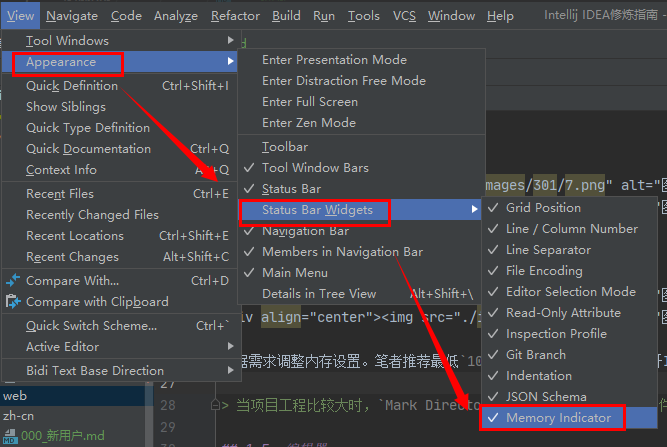 View Navigate Code Analyze Refactor Build Run Tools VCS Window Help Intellij IDEA修炼指南 -
Tool Windows
Appearance
Quick Definition Ctrl+Shift+I
Show Siblings
Quick Type Definition
Quick Documentation Ctrl+Q
Context Info Alt+Q
Recent Files Ctrl+E
Recently Changed Files
Recent Locations Ctrl+Shift+E
Recent Changes Alt+Shift+C
Compare With... Ctrl+D
Compare with Clipboard
Quick Switch Scheme... Ctrl+`
Active Editor
Bidi Text Base Direction
Enter Presentation Mode
Enter Distraction Free Mode
Enter Full Screen
Enter Zen Mode
Toolbar
Tool Window Bars
Status Bar
Status Bar Widgets
Navigation Bar
Members in Navigation Bar
Main Menu
Details in Tree View Alt+Shift+\
Grid Position
Line / Column Number
Line Separator
File Encoding
Editor Selection Mode
Read-Only Attribute
Inspection Profile
Git Branch
Indentation
JSON Schema
Memory Indicator
mages/301/7.png" alt="
iv align="center"><img src="./
据需求调整内存设置。笔者推荐最低`10
27
28 > 当项目工程比较大时，`Mark Directo
web
zh-cn
000_新用户.md